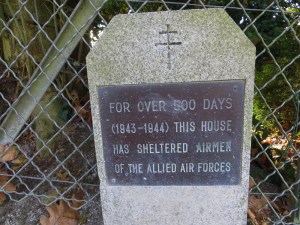 FOR OVER 500 DAYS
(1943-1944) THIS HOUSE
HAS SHELTERED AIRMEN
OF THE ALLIED AIR FORCES